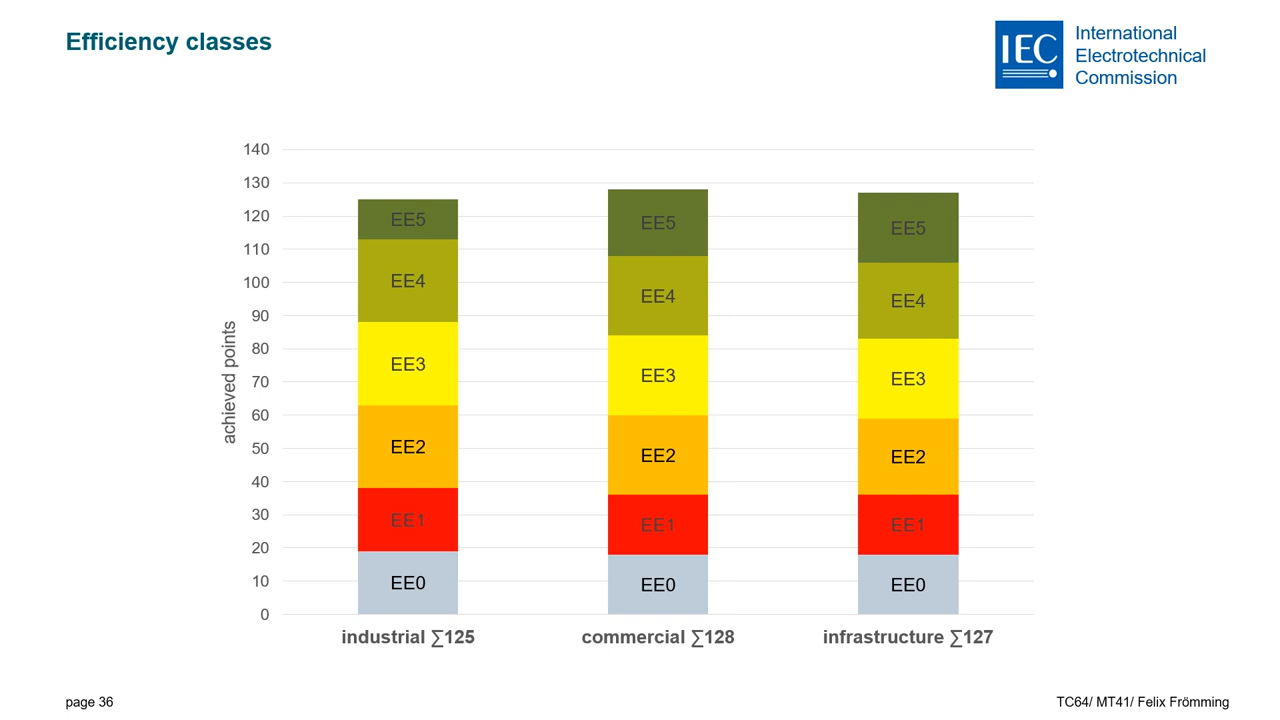 Efficiency classes
IEC
International
Electrotechnical
Commission
achieved points
140
130
120
110
100
90
80
70
60
50
40
30
20
10
0
EE5
EE4
EE3
EE2
EE1
EE0
EE5
EE4
EE3
EE2
EE1
EE0
EE5
EE4
EE3
EE2
EE1
EE0
industrial ∑125
commercial ∑128
infrastructure ∑127
page 36
TC64/ MT41/ Felix Frömming